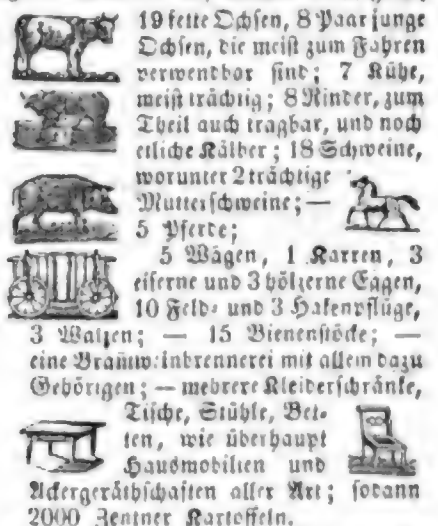 19 fette Ochsen, 8 Paar junge
Ochsen, die meist zum Fahren
verwendbar sind; 7 Kühe,
meist trächtig; 8 Rinder, zum
Theil auch tragbar, und noch
etliche Kälber; 18 Schweine,
worunter 2 trächtige
Mutterschweine; —
5 Pferde;
5 Wägen, 1 Karren, 3
eiserne und 3 hölzerne Eggen,
10 Feld- und 3 Hakenpflüge,
3 Walzen; — 15 Bienenstöcke; —
eine Branntweinbrennerei mit allem dazu
Gehörigen; — mehrere Kleiderschränke,
Tische, Stühle, Bet-
ten, wie überhaupt
Hausmobilien und
Ackergeräthschaften aller Art; sodann
2000 Zentner Kartoffeln.